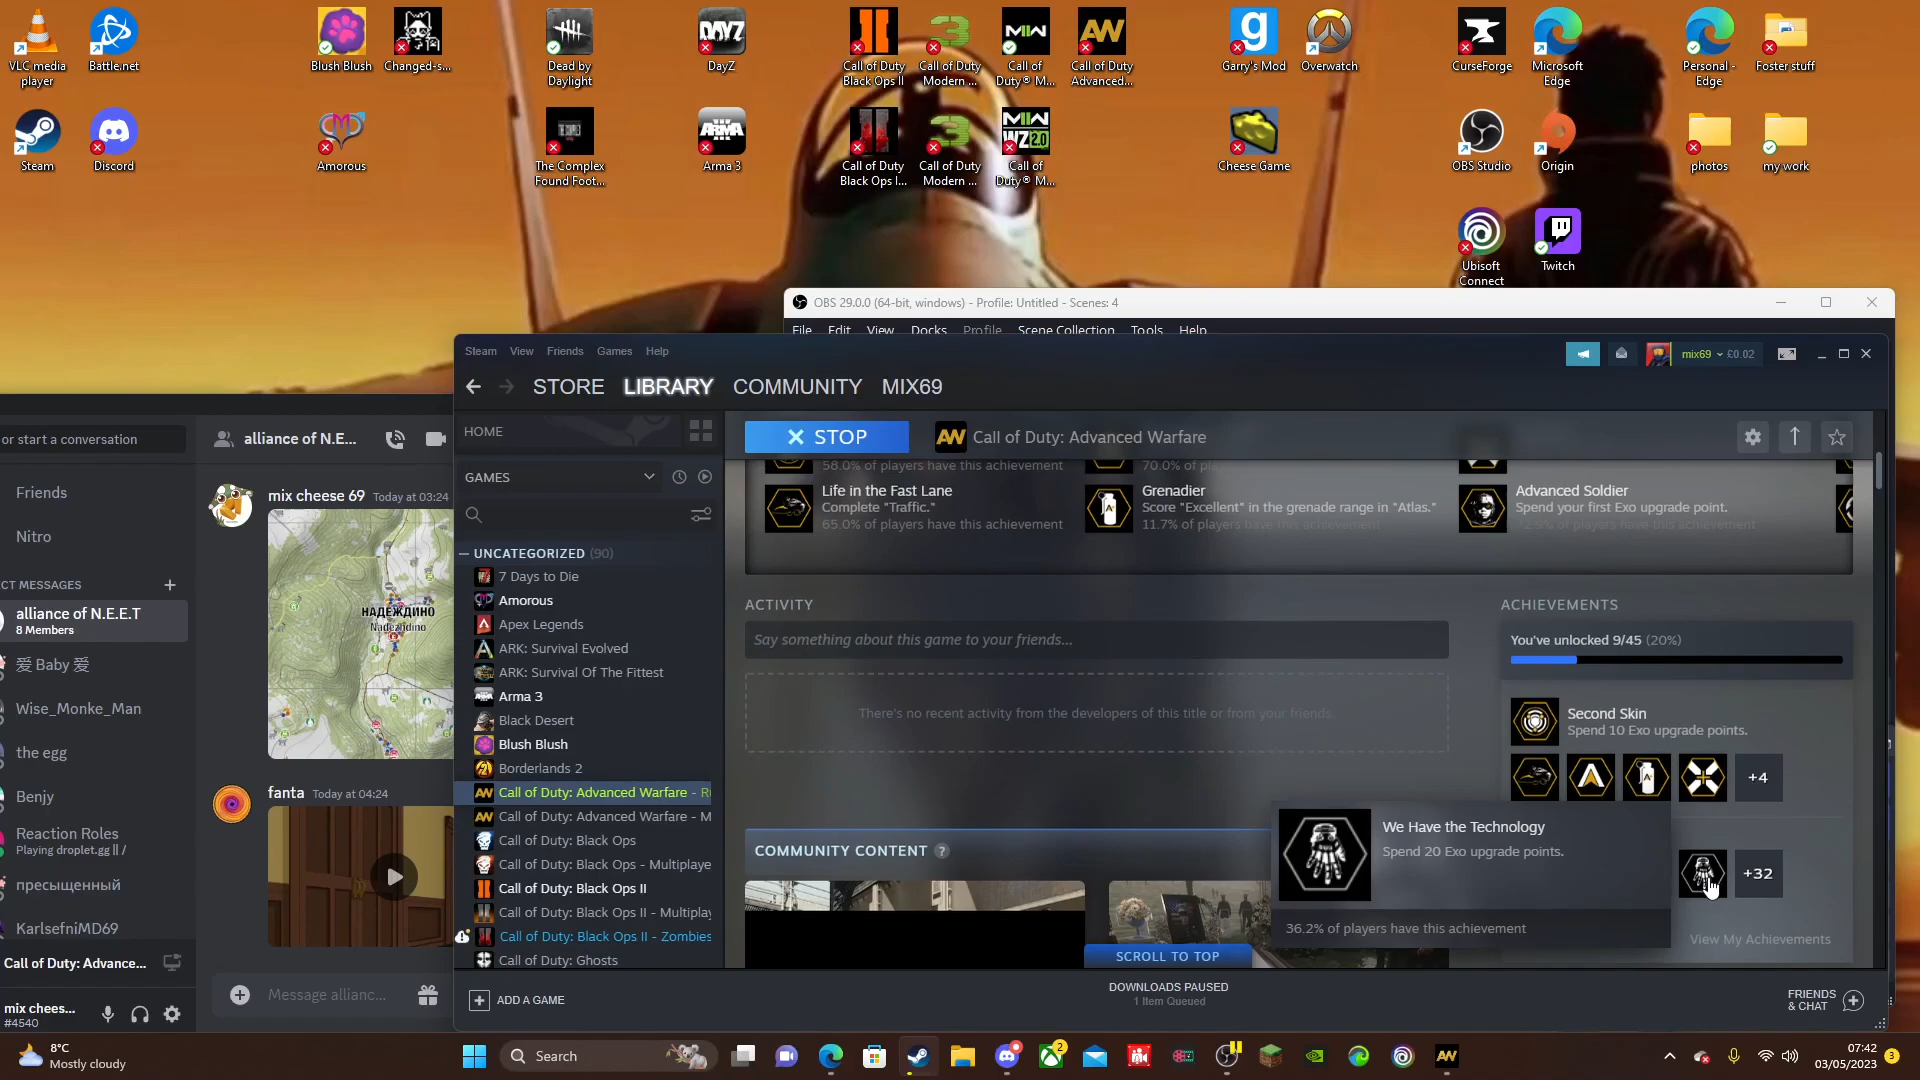 VLC media
player
Battle.net
Blush Blush
Changed-s...
Dead by
Daylight
DayZ
Call of Duty
Black Ops II
Call of Duty
Modern ...
Call of
Duty® M...
Call of Duty
Advanced...
Garry's Mod
Overwatch
CurseForge
Microsoft
Edge
Personal -
Edge
Foster stuff
Steam
Discord
Amorous
The Complex
Found Foot...
Arma 3
Call of Duty
Black Ops I...
Call of Duty
Modern ...
Call of
Duty® M...
Cheese Game
OBS Studio
Origin
photos
my work
Ubisoft
Connect
Twitch
OBS 29.0.0 (64-bit, windows) - Profile: Untitled - Scenes: 4
File Edit View Docks Profile Scene Collection Tools Help
Steam View Friends Games Help
mix69 £0.02
STORE LIBRARY COMMUNITY MIX69
or start a conversation
alliance of N.E...
Friends
Nitro
CT MESSAGES
alliance of N.E.E.T
8 Members
爱 Baby 爱
Wise_Monke_Man
the egg
Benjy
Reaction Roles
Playing droplet.gg || /
пресыщенный
KarlsefniMD69
Call of Duty: Advance...
mix chees...
#4540
mix cheese 69 Today at 03:24
НАДЕЖДИНО
Nadezhdino
fanta Today at 04:24
Message allianc...
HOME
GAMES
UNCATEGORIZED (90)
7 Days to Die
Amorous
Apex Legends
ARK: Survival Evolved
ARK: Survival Of The Fittest
Arma 3
Black Desert
Blush Blush
Borderlands 2
Call of Duty: Advanced Warfare - R
Call of Duty: Advanced Warfare - M
Call of Duty: Black Ops
Call of Duty: Black Ops - Multiplaye
Call of Duty: Black Ops II
Call of Duty: Black Ops II - Multiplay
Call of Duty: Black Ops II - Zombies
Call of Duty: Ghosts
ADD A GAME
STOP
Call of Duty: Advanced Warfare
58.0% of players have this achievement
70.0% of pl
Life in the Fast Lane
Complete "Traffic."
65.0% of players have this achievement
Grenadier
Score "Excellent" in the grenade range in "Atlas."
11.7% of players have this achievement
Advanced Soldier
Spend your first Exo upgrade point.
72.9% of players have this achievement
ACTIVITY
Say something about this game to your friends...
There's no recent activity from the developers of this title or from your friends.
COMMUNITY CONTENT ?
SCROLL TO TOP
ACHIEVEMENTS
You've unlocked 9/45 (20%)
Second Skin
Spend 10 Exo upgrade points.
+4
We Have the Technology
Spend 20 Exo upgrade points.
36.2% of players have this achievement
+32
View My Achievements
DOWNLOADS PAUSED
1 Item Queued
FRIENDS
& CHAT
8°C
Mostly cloudy
Search
2
07:42
03/05/2023
3